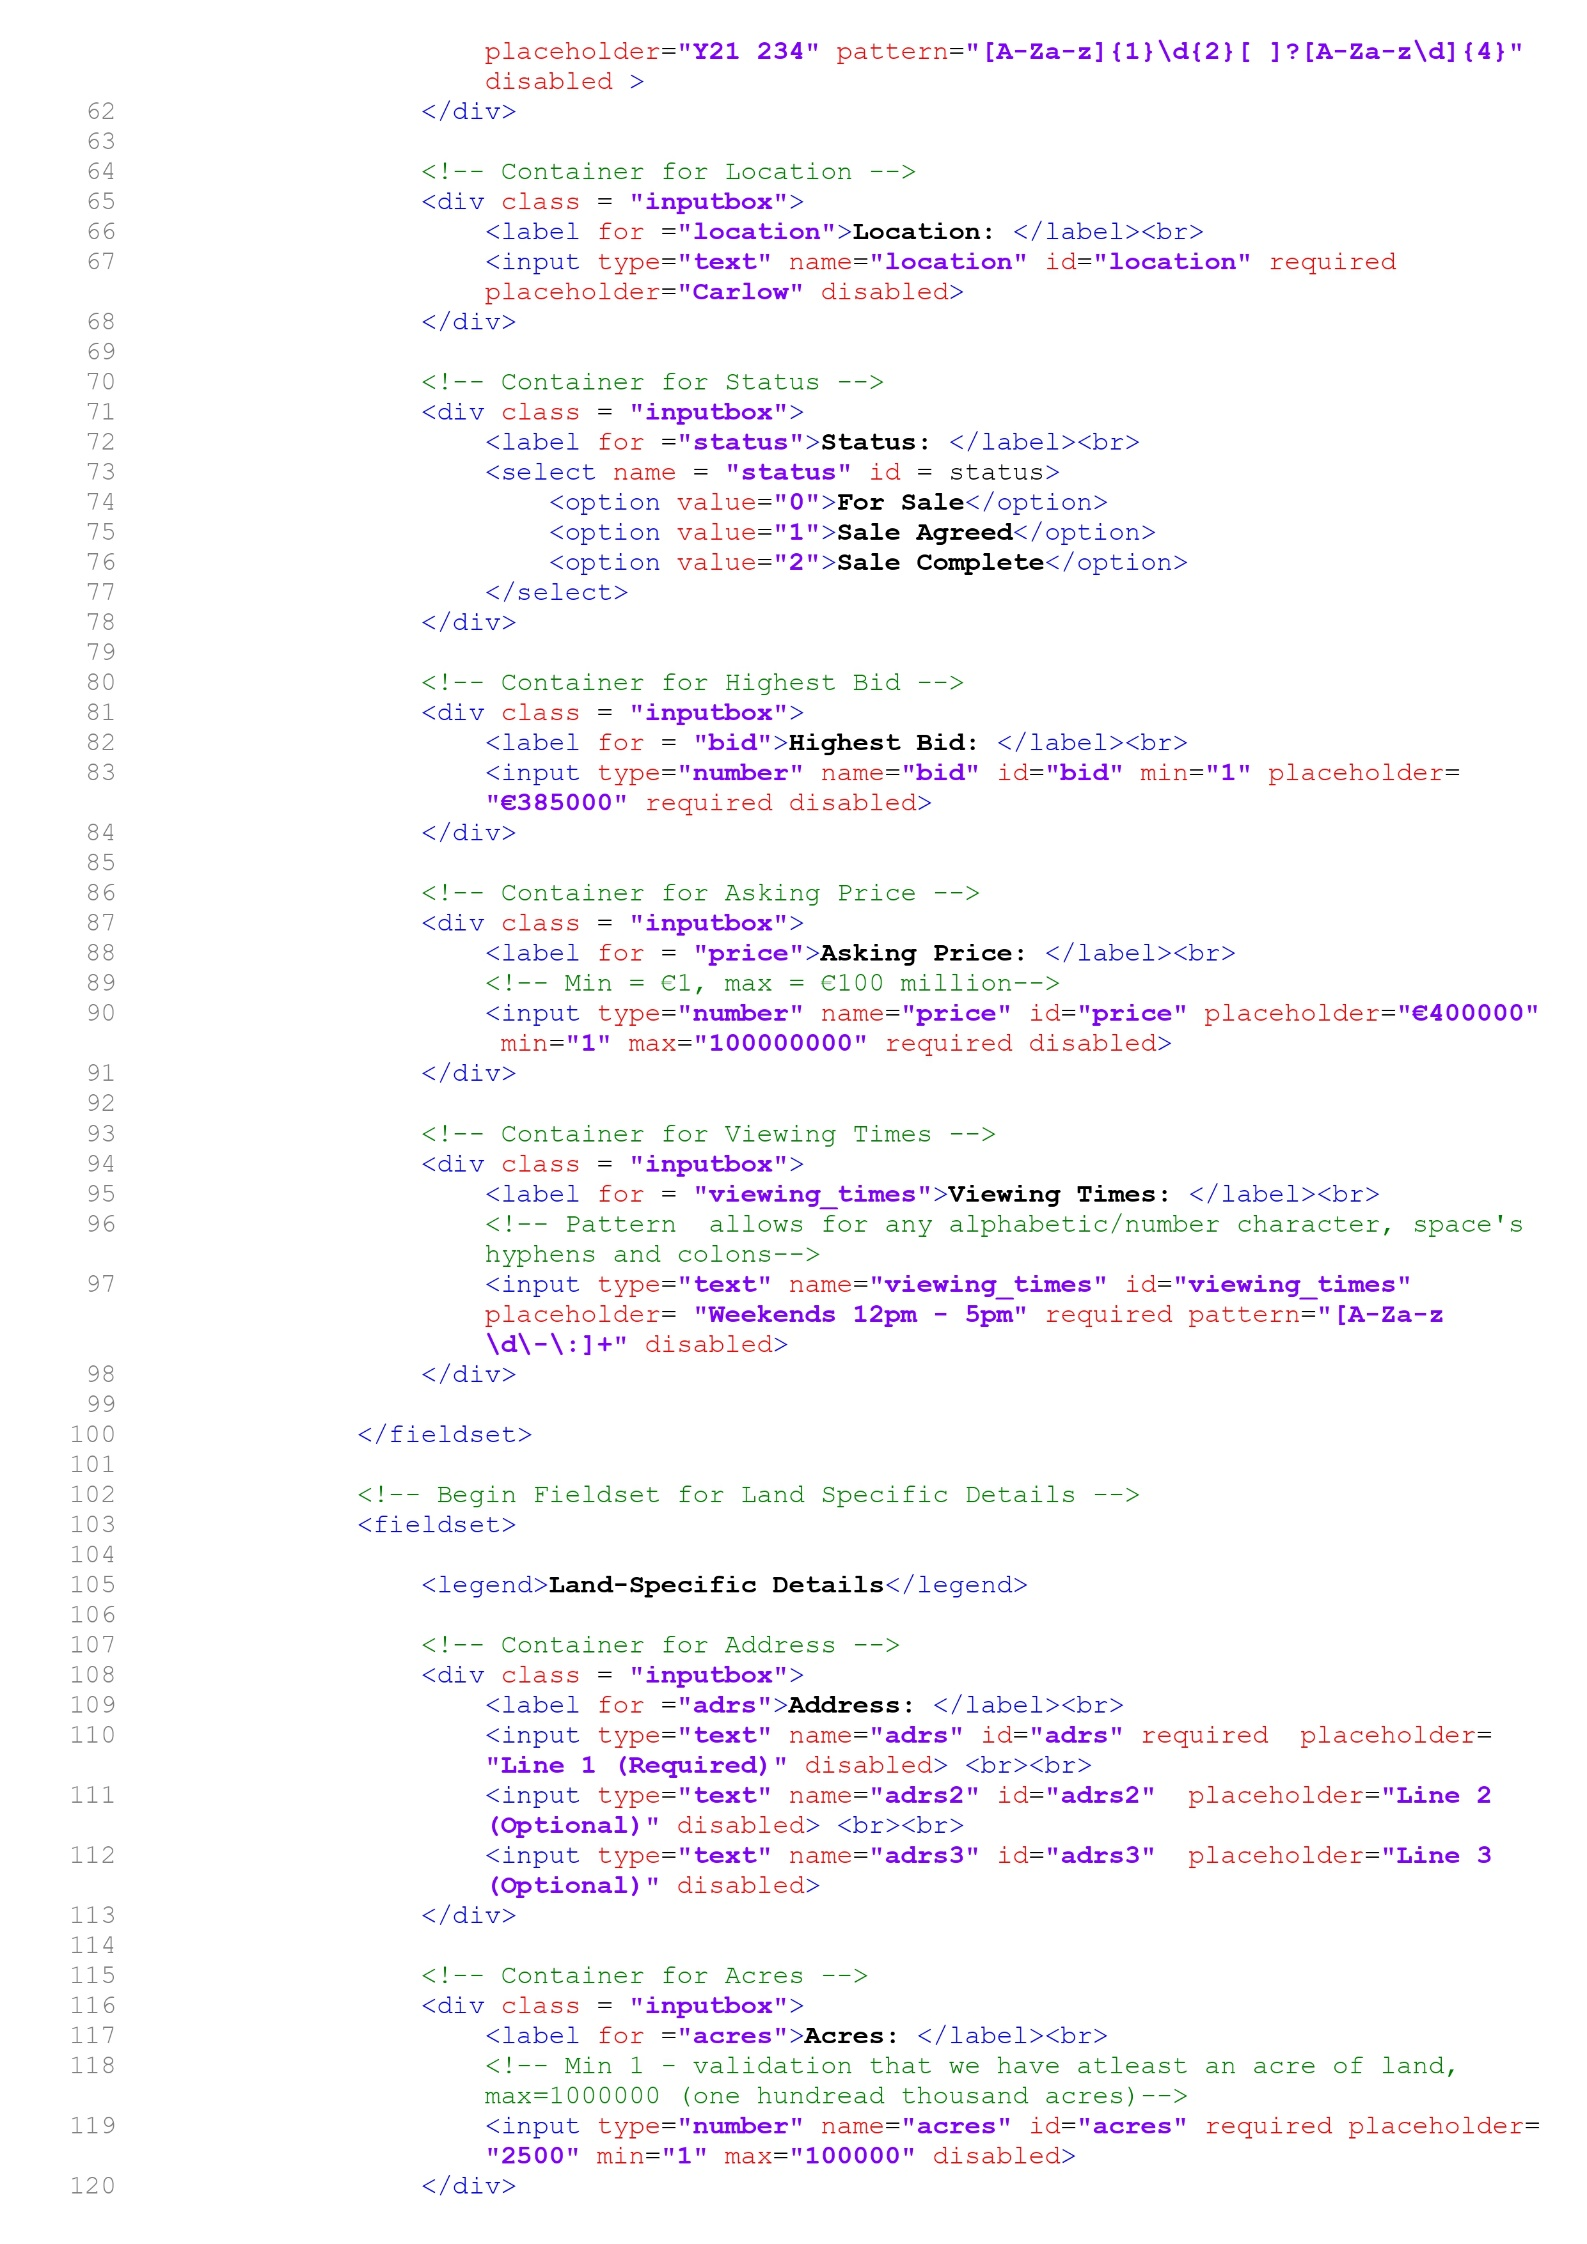 placeholder="Y21 234" pattern="[A-Za-z]{1}\d{2}[ ]?[A-Za-z\d]{4}"
disabled >
62 </div>
63
64 <!-- Container for Location -->
65 <div class = "inputbox">
66 <label for ="location">Location: </label><br>
67 <input type="text" name="location" id="location" required
placeholder="Carlow" disabled>
68 </div>
69
70 <!-- Container for Status -->
71 <div class = "inputbox">
72 <label for ="status">Status: </label><br>
73 <select name = "status" id = status>
74 <option value="0">For Sale</option>
75 <option value="1">Sale Agreed</option>
76 <option value="2">Sale Complete</option>
77 </select>
78 </div>
79
80 <!-- Container for Highest Bid -->
81 <div class = "inputbox">
82 <label for = "bid">Highest Bid: </label><br>
83 <input type="number" name="bid" id="bid" min="1" placeholder=
"€385000" required disabled>
84 </div>
85
86 <!-- Container for Asking Price -->
87 <div class = "inputbox">
88 <label for = "price">Asking Price: </label><br>
89 <!-- Min = €1, max = €100 million-->
90 <input type="number" name="price" id="price" placeholder="€400000"
min="1" max="100000000" required disabled>
91 </div>
92
93 <!-- Container for Viewing Times -->
94 <div class = "inputbox">
95 <label for = "viewing_times">Viewing Times: </label><br>
96 <!-- Pattern  allows for any alphabetic/number character, space's
hyphens and colons-->
97 <input type="text" name="viewing_times" id="viewing_times"
placeholder= "Weekends 12pm - 5pm" required pattern="[A-Za-z
\d\-\:]+" disabled>
98 </div>
99
100 </fieldset>
101
102 <!-- Begin Fieldset for Land Specific Details -->
103 <fieldset>
104
105 <legend>Land-Specific Details</legend>
106
107 <!-- Container for Address -->
108 <div class = "inputbox">
109 <label for ="adrs">Address: </label><br>
110 <input type="text" name="adrs" id="adrs" required  placeholder=
"Line 1 (Required)" disabled> <br><br>
111 <input type="text" name="adrs2" id="adrs2"  placeholder="Line 2
(Optional)" disabled> <br><br>
112 <input type="text" name="adrs3" id="adrs3"  placeholder="Line 3
(Optional)" disabled>
113 </div>
114
115 <!-- Container for Acres -->
116 <div class = "inputbox">
117 <label for ="acres">Acres: </label><br>
118 <!-- Min 1 - validation that we have atleast an acre of land,
max=1000000 (one hundread thousand acres)-->
119 <input type="number" name="acres" id="acres" required placeholder=
"2500" min="1" max="100000" disabled>
120 </div>